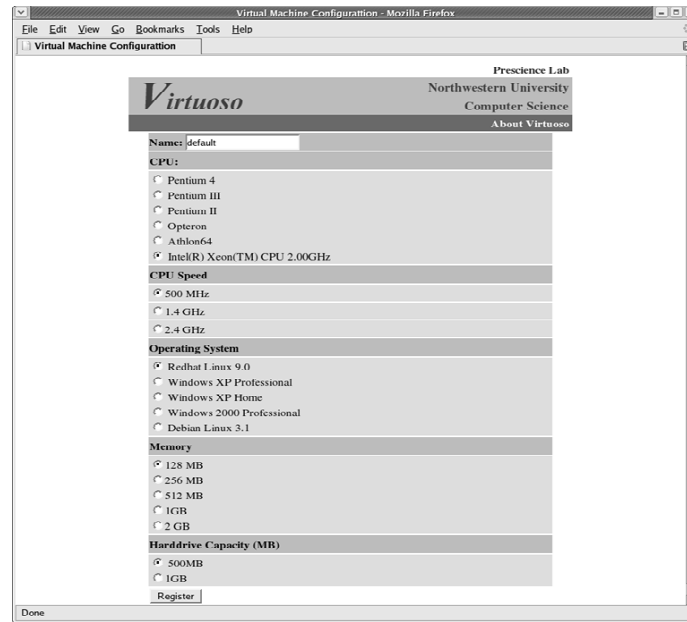 Virtual Machine Configurattion - Mozilla Firefox
File Edit View Go Bookmarks Tools Help
Virtual Machine Configurattion
Prescience Lab
Virtuoso
Northwestern University
Computer Science
About Virtuoso
Name: default
CPU:
Pentium 4
Pentium III
Pentium II
Opteron
Athlon64
Intel(R) Xeon(TM) CPU 2.00GHz
CPU Speed
500 MHz
1.4 GHz
2.4 GHz
Operating System
Redhat Linux 9.0
Windows XP Professional
Windows XP Home
Windows 2000 Professional
Debian Linux 3.1
Memory
128 MB
256 MB
512 MB
1GB
2 GB
Harddrive Capacity (MB)
500MB
1GB
Register
Done